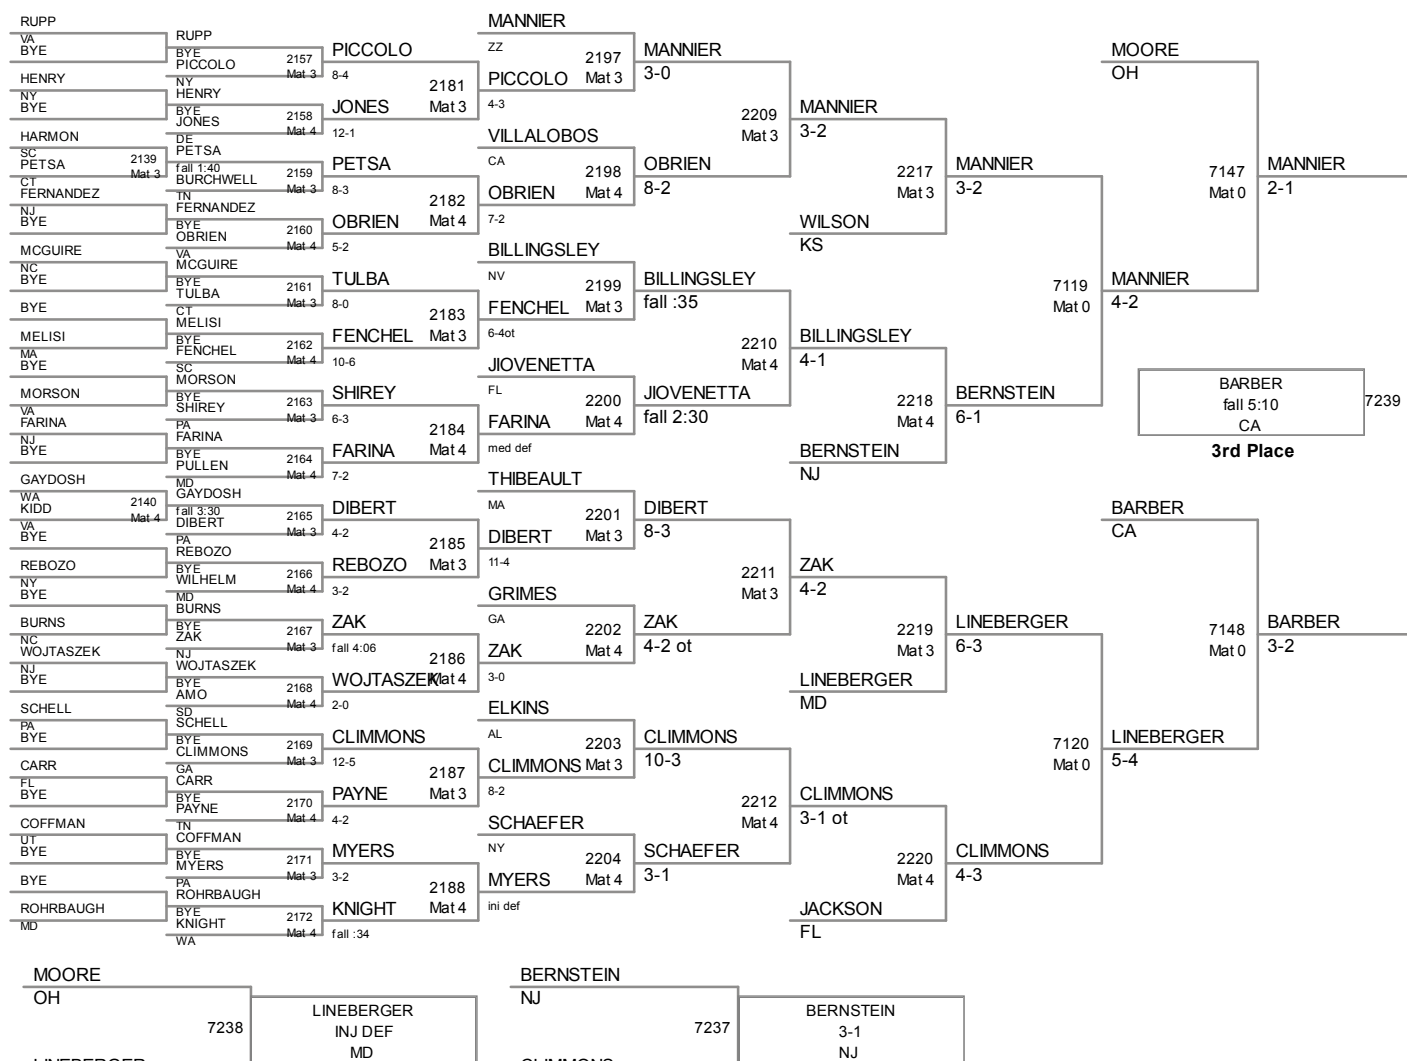 RUPP
VA
BYE
HENRY
NY
BYE
HARMON
SC
PETSA
CT
FERNANDEZ
NJ
BYE
MCGUIRE
NC
BYE
BYE
MELISI
MA
BYE
MORSON
VA
FARINA
NJ
BYE
GAYDOSH
WA
KIDD
VA
BYE
REBOZO
NY
BYE
BURNS
NC
WOJTASZEK
NJ
BYE
SCHELL
PA
BYE
CARR
FL
BYE
COFFMAN
UT
BYE
BYE
ROHRBAUGH
MD
2139
Mat 3
2140
Mat 4
RUPP
BYE
PICCOLO
NY
HENRY
BYE
JONES
DE
PETSA
fall 1:40
BURCHWELL
TN
FERNANDEZ
BYE
OBRIEN
VA
MCGUIRE
BYE
TULBA
CT
MELISI
BYE
FENCHEL
SC
MORSON
BYE
SHIREY
PA
FARINA
BYE
PULLEN
MD
GAYDOSH
fall 3:30
DIBERT
PA
REBOZO
BYE
WILHELM
MD
BURNS
BYE
ZAK
NJ
WOJTASZEK
BYE
AMO
SD
SCHELL
BYE
CLIMMONS
GA
CARR
BYE
PAYNE
TN
COFFMAN
BYE
MYERS
PA
ROHRBAUGH
BYE
KNIGHT
WA
2157
Mat 3
2158
Mat 4
2159
Mat 3
2160
Mat 4
2161
Mat 3
2162
Mat 4
2163
Mat 3
2164
Mat 4
2165
Mat 3
2166
Mat 4
2167
Mat 3
2168
Mat 4
2169
Mat 3
2170
Mat 4
2171
Mat 3
2172
Mat 4
PICCOLO
8-4
JONES
12-1
PETSA
8-3
OBRIEN
5-2
TULBA
8-0
FENCHEL
10-6
SHIREY
6-3
FARINA
7-2
DIBERT
4-2
REBOZO
3-2
ZAK
fall 4:06
WOJTASZEK
2-0
CLIMMONS
12-5
PAYNE
4-2
MYERS
3-2
KNIGHT
fall :34
2181
Mat 3
2182
Mat 4
2183
Mat 3
2184
Mat 4
2185
Mat 3
2186
Mat 4
2187
Mat 3
2188
Mat 4
MANNIER
ZZ
PICCOLO
4-3
VILLALOBOS
CA
OBRIEN
7-2
BILLINGSLEY
NV
FENCHEL
6-4ot
JIOVENETTA
FL
FARINA
med def
THIBEAULT
MA
DIBERT
11-4
GRIMES
GA
ZAK
3-0
ELKINS
AL
CLIMMONS
8-2
SCHAEFER
NY
MYERS
ini def
2197
Mat 3
2198
Mat 4
2199
Mat 3
2200
Mat 4
2201
Mat 3
2202
Mat 4
2203
Mat 3
2204
Mat 4
MANNIER
3-0
OBRIEN
8-2
BILLINGSLEY
fall :35
JIOVENETTA
fall 2:30
DIBERT
8-3
ZAK
4-2 ot
CLIMMONS
10-3
SCHAEFER
3-1
2209
Mat 3
2210
Mat 4
2211
Mat 3
2212
Mat 4
MANNIER
3-2
WILSON
KS
BILLINGSLEY
4-1
BERNSTEIN
NJ
ZAK
4-2
LINEBERGER
MD
CLIMMONS
3-1 ot
JACKSON
FL
2217
Mat 3
2218
Mat 4
2219
Mat 3
2220
Mat 4
MANNIER
3-2
BERNSTEIN
6-1
LINEBERGER
6-3
CLIMMONS
4-3
7119
Mat 0
7120
Mat 0
MOORE
OH
MANNIER
4-2
BARBER
CA
LINEBERGER
5-4
7147
Mat 0
7148
Mat 0
MANNIER
2-1
BARBER
3-2
BARBER
fall 5:10
CA
7239
3rd Place
MOORE
OH
7238
LINEBERGER
INJ DEF
MD
BERNSTEIN
NJ
7237
BERNSTEIN
3-1
NJ